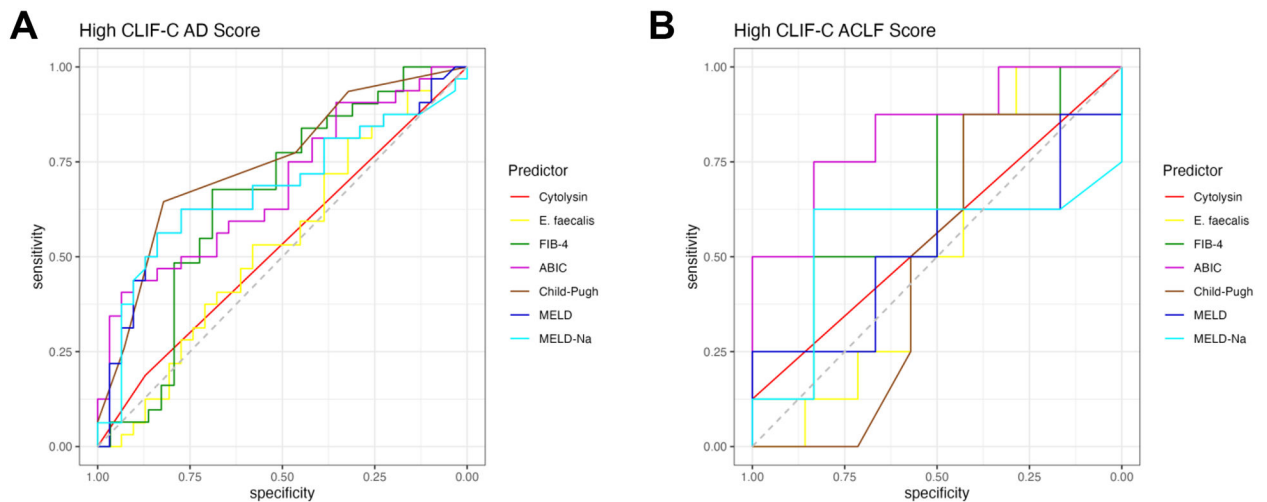 A
High CLIF-C AD Score
1.00
0.75
0.50
0.25
0.00
sensitivity
1.00 0.75 0.50 0.25 0.00
specificity
Predictor
Cytolysin
E. faecalis
FIB-4
ABIC
Child-Pugh
MELD
MELD-Na
B
High CLIF-C ACLF Score
1.00
0.75
0.50
0.25
0.00
sensitivity
1.00 0.75 0.50 0.25 0.00
specificity
Predictor
Cytolysin
E. faecalis
FIB-4
ABIC
Child-Pugh
MELD
MELD-Na